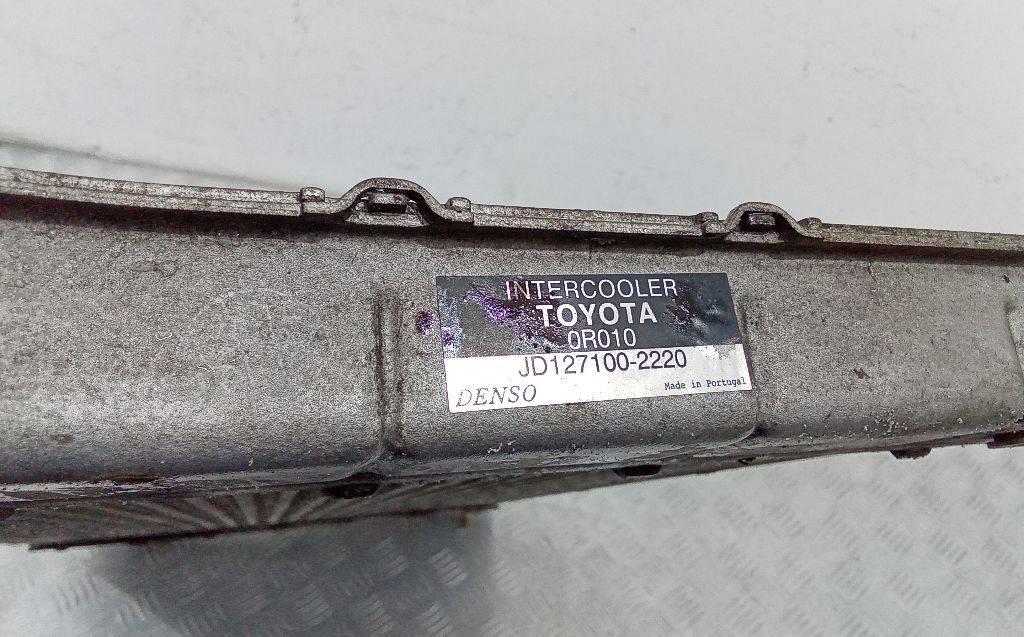 INTERCOOLER
TOYOTA
0R010
JD127100-2220
DENSO Made in Portugal